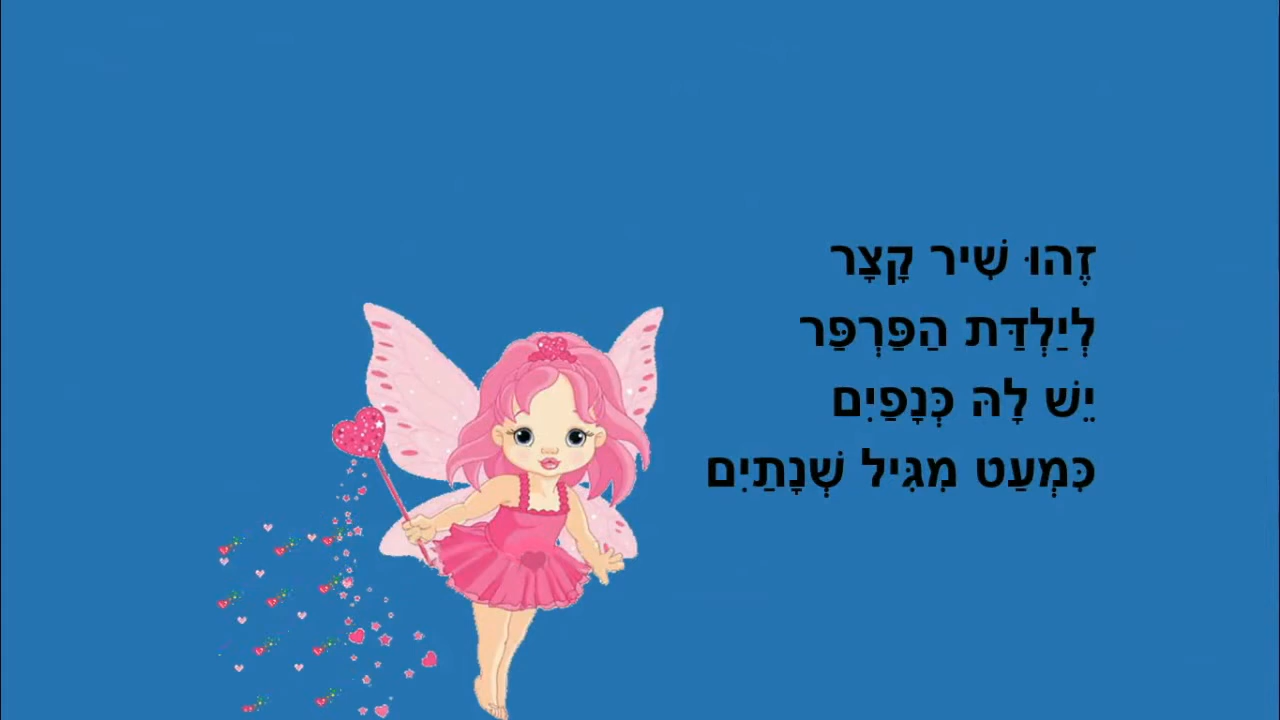 זֶהוּ שִׁיר קָצָר
לְיַלְדַּת הַפַּרְפַּר
יֵשׁ לָהּ כְּנָפַיִם
כִּמְעַט מִגִּיל שְׁנָתַיִם